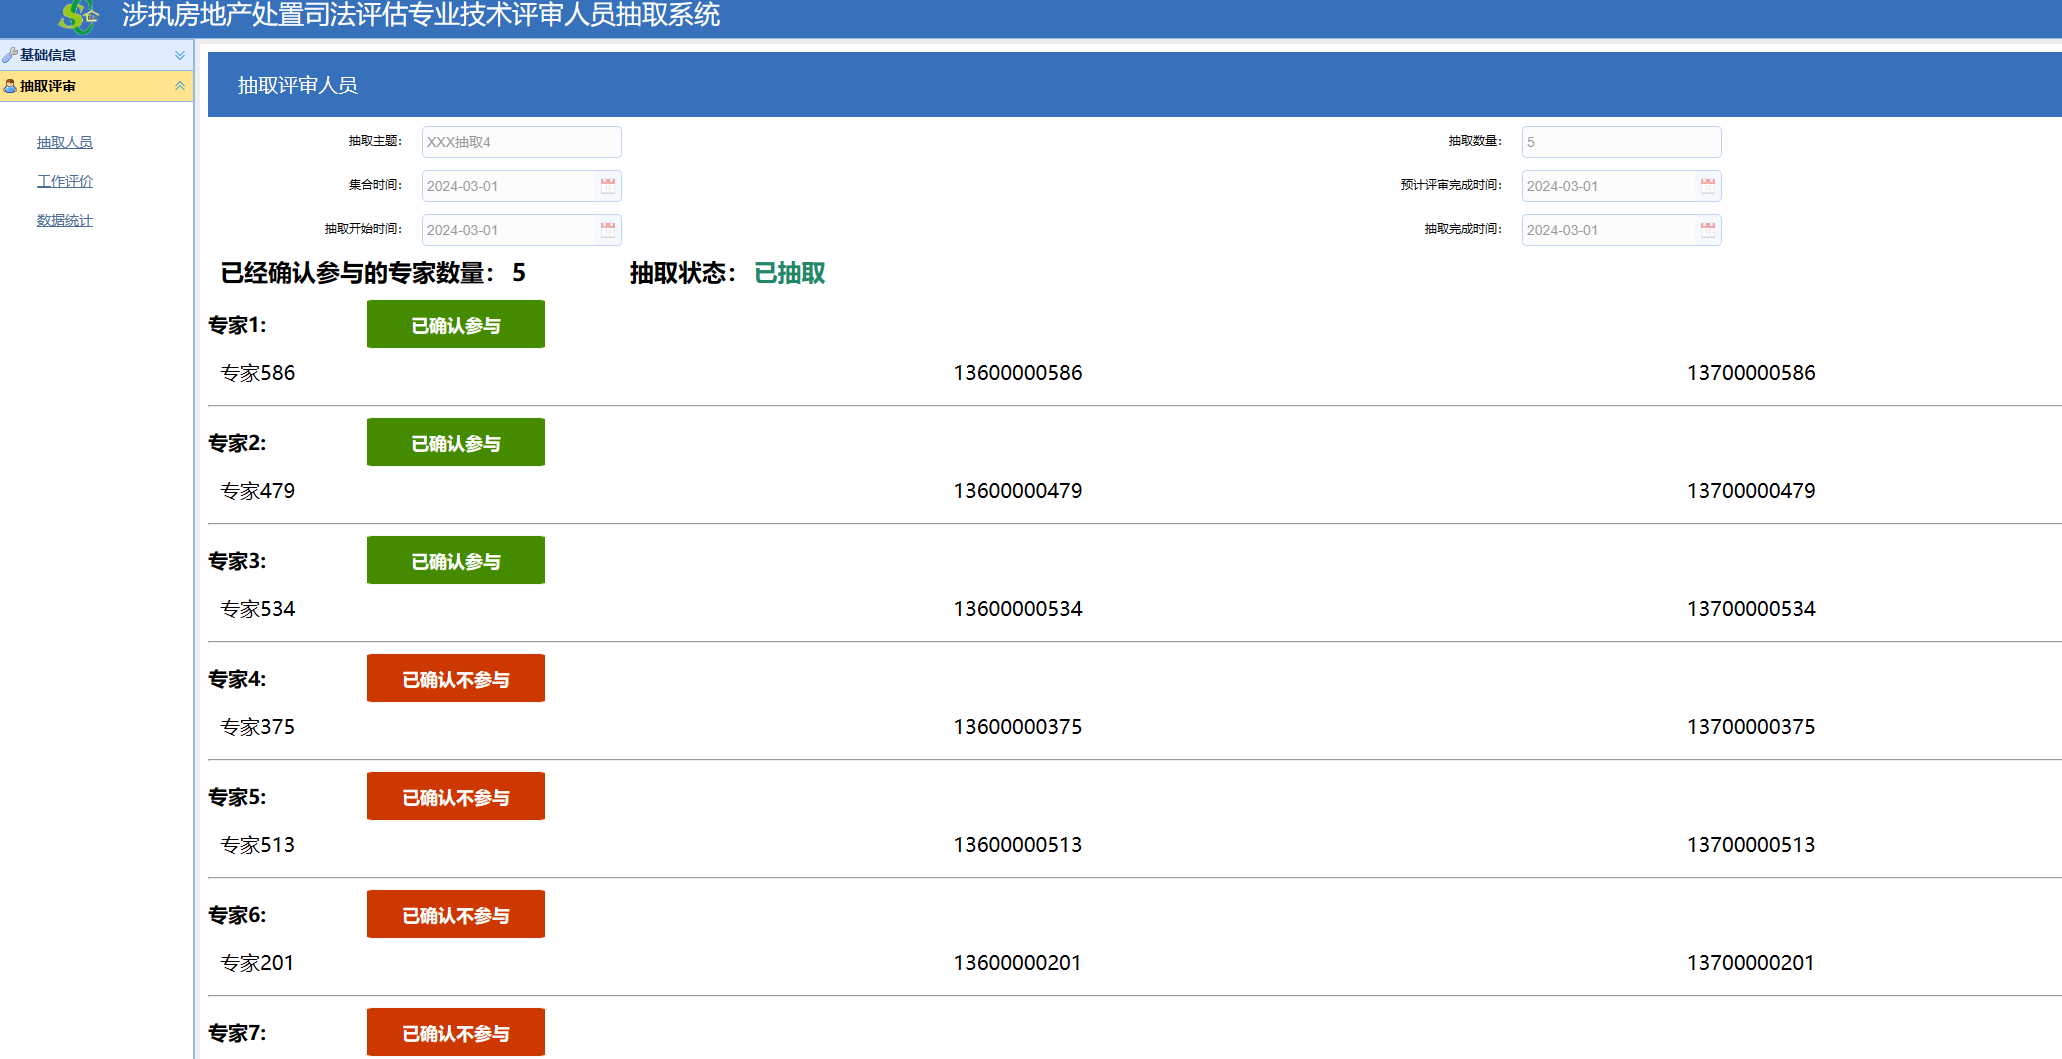 涉执房地产处置司法评估专业技术评审人员抽取系统
基础信息
抽取评审
抽取人员
工作评价
数据统计
抽取评审人员
抽取主题： XXX抽取4 抽取数量： 5
集合时间： 2024-03-01 预计评审完成时间： 2024-03-01
抽取开始时间： 2024-03-01 抽取完成时间： 2024-03-01
已经确认参与的专家数量： 5 抽取状态： 已抽取
专家1: 已确认参与
专家586 13600000586 13700000586
专家2: 已确认参与
专家479 13600000479 13700000479
专家3: 已确认参与
专家534 13600000534 13700000534
专家4: 已确认不参与
专家375 13600000375 13700000375
专家5: 已确认不参与
专家513 13600000513 13700000513
专家6: 已确认不参与
专家201 13600000201 13700000201
专家7: 已确认不参与